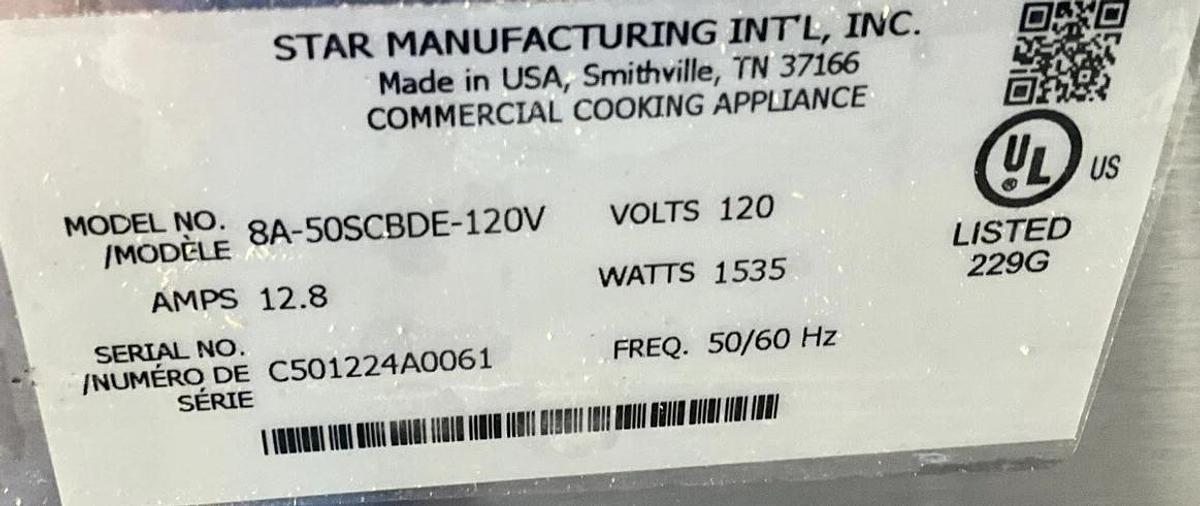 STAR MANUFACTURING INT'L, INC.
Made in USA, Smithville, TN 37166
COMMERCIAL COOKING APPLIANCE
UL
®
US
LISTED
229G
MODEL NO.
/MODÈLE
8A-50SCBDE-120V
VOLTS 120
AMPS 12.8
WATTS 1535
SERIAL NO.
/NUMÉRO DE
SÉRIE
C501224A0061
FREQ. 50/60 Hz